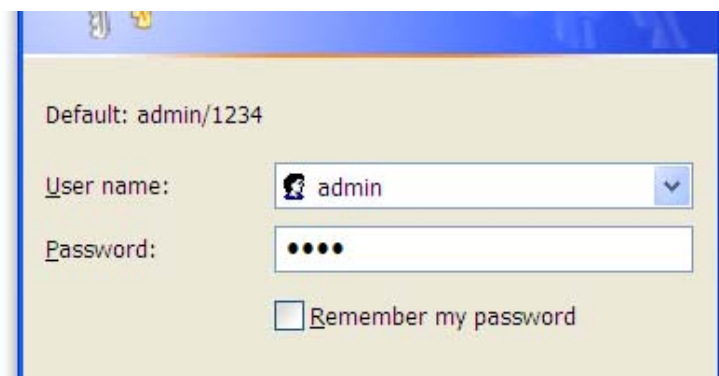 Default: admin/1234
User name: admin
Password: ••••
Remember my password